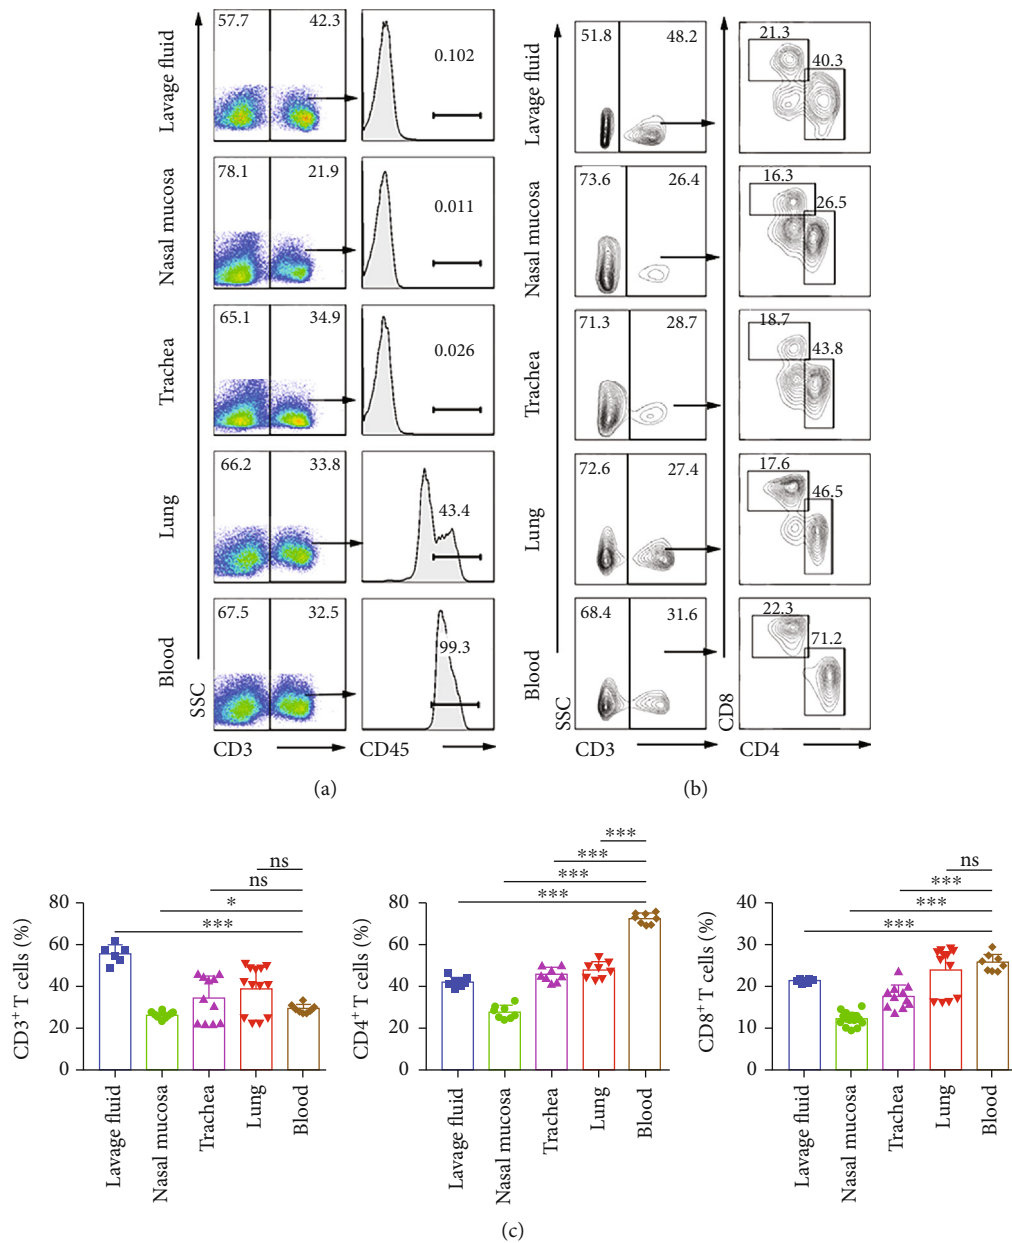 57.7 42.3
0.102
Lavage fluid
78.1 21.9
0.011
Nasal mucosa
65.1 34.9
0.026
Trachea
66.2 33.8
43.4
Lung
67.5 32.5
99.3
Blood
SSC
CD3
CD45
(a)
51.8 48.2
21.3
40.3
Lavage fluid
73.6 26.4
16.3
26.5
Nasal mucosa
71.3 28.7
18.7
43.8
Trachea
72.6 27.4
17.6
46.5
Lung
68.4 31.6
22.3
71.2
Blood
SSC
CD8
CD3
CD4
(b)
ns
ns
*
***
80
60
40
20
0
CD3+ T cells (%)
Lavage fluid
Nasal mucosa
Trachea
Lung
Blood
***
***
***
***
80
60
40
20
0
CD4+ T cells (%)
Lavage fluid
Nasal mucosa
Trachea
Lung
Blood
ns
***
***
***
40
30
20
10
0
CD8+ T cells (%)
Lavage fluid
Nasal mucosa
Trachea
Lung
Blood
(c)